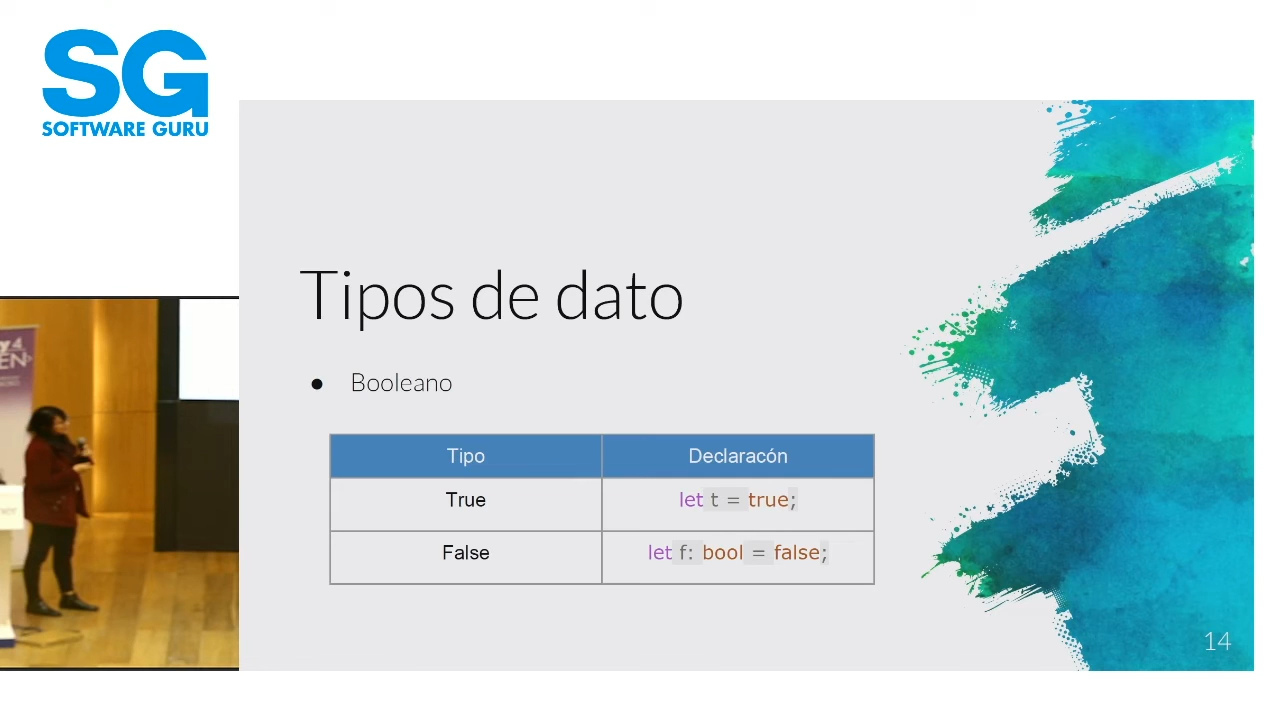 SG
SOFTWARE GURU
Tipos de dato
● Booleano
Tipo Declaracón
True let t = true;
False let f: bool = false;
14